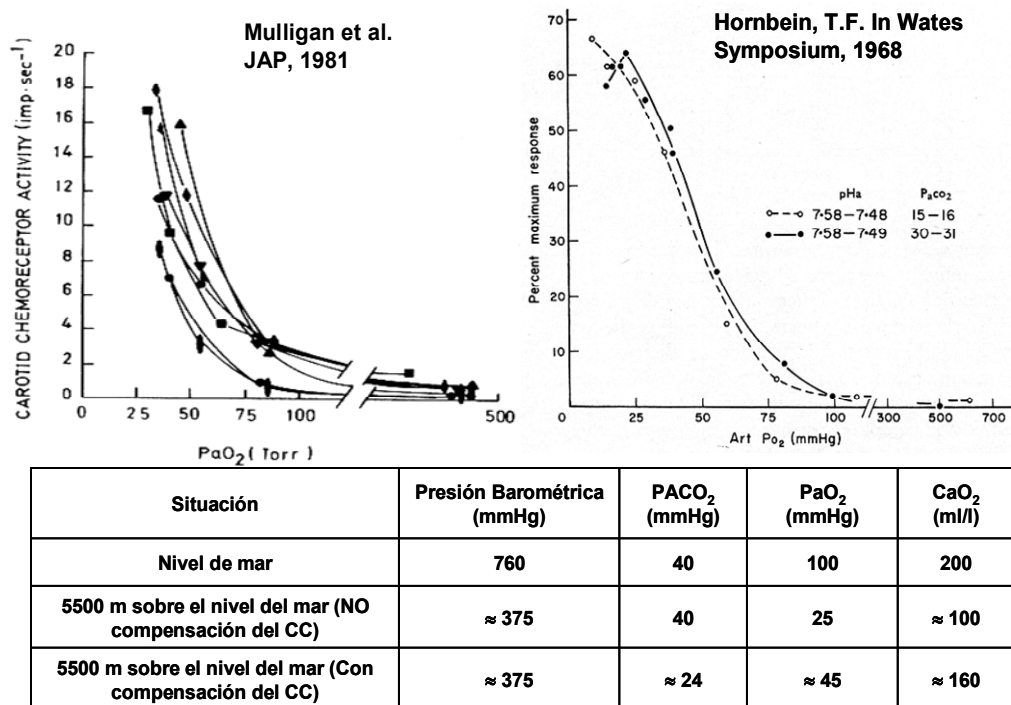 Mulligan et al.
JAP, 1981
CAROTID CHEMORECEPTOR ACTIVITY (imp·sec⁻¹)
20
18
16
14
12
10
8
6
4
2
0
0 25 50 75 100 500
PaO₂ ( Torr )
Hornbein, T.F. In Wates
Symposium, 1968
Percent maximum response
70
60
50
40
30
20
10
pHa Paco₂
7·58–7·48 15–16
7·58–7·49 30–31
0 25 50 75 100 300 500 700
Art Po₂ (mmHg)
Situación
Presión Barométrica
(mmHg)
PACO₂
(mmHg)
PaO₂
(mmHg)
CaO₂
(ml/l)
Nivel de mar 760 40 100 200
5500 m sobre el nivel del mar (NO
compensación del CC)
≈ 375 40 25 ≈ 100
5500 m sobre el nivel del mar (Con
compensación del CC)
≈ 375 ≈ 24 ≈ 45 ≈ 160